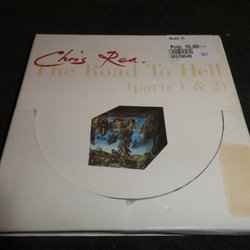 Chris Rea.
The Road To Hell
(parts 1 & 2)
Pris: 15.00:-